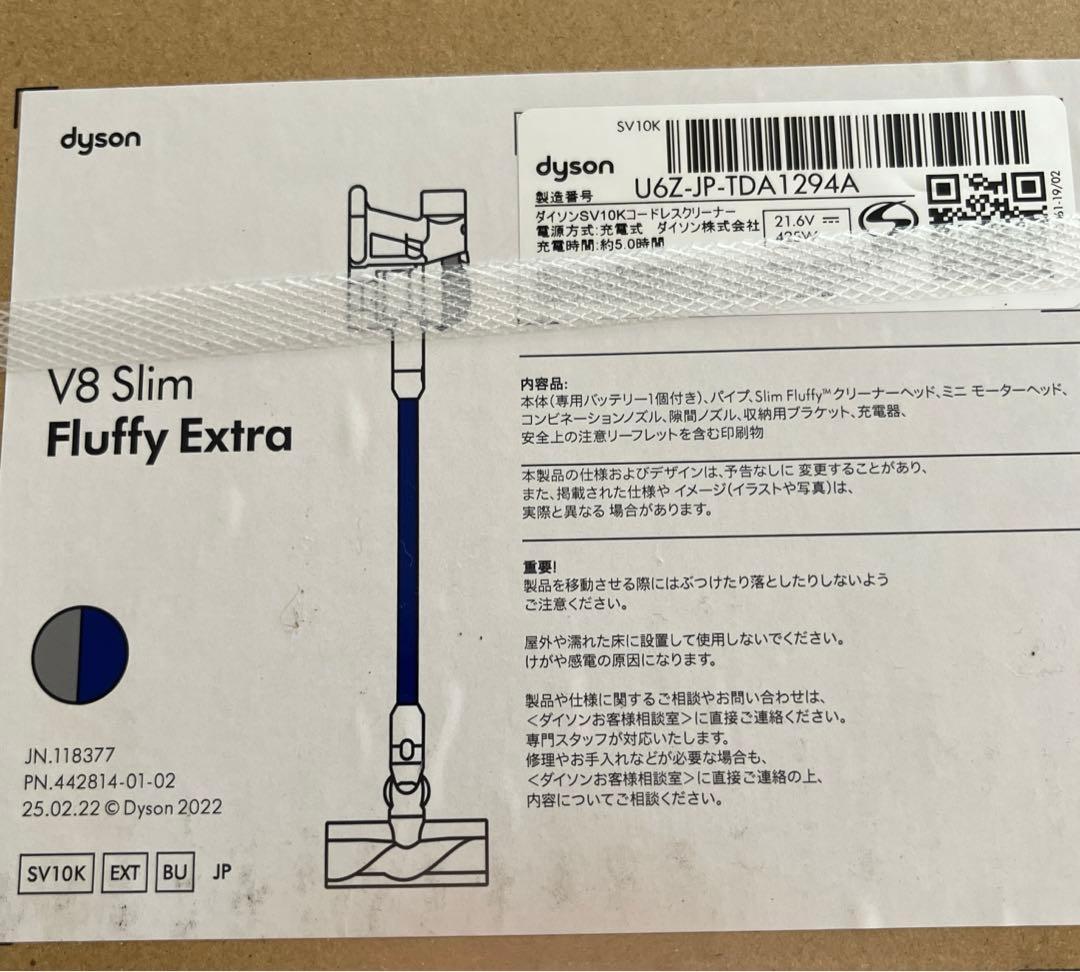 dyson
SV10K
dyson
製造番号 U6Z-JP-TDA1294A
ダイソンSV10Kコードレスクリーナー
電源方式:充電式 ダイソン株式会社
充電時間:約5.0時間
21.6V
425W
V8 Slim
Fluffy Extra
内容品:
本体(専用バッテリー1個付き)、パイプ、Slim Fluffy™クリーナーヘッド、ミニ モーターヘッド、
コンビネーションノズル、隙間ノズル、収納用ブラケット、充電器、
安全上の注意リーフレットを含む印刷物
本製品の仕様およびデザインは、予告なしに 変更することがあり、
また、掲載された仕様や イメージ(イラストや写真)は、
実際と異なる 場合があります。
重要!
製品を移動させる際にはぶつけたり落としたりしないよう
ご注意ください。
屋外や濡れた床に設置して使用しないでください。
けがや感電の原因になります。
製品や仕様に関するご相談やお問い合わせは、
<ダイソンお客様相談室>に直接ご連絡ください。
専門スタッフが対応いたします。
修理やお手入れなどが必要な場合も、
<ダイソンお客様相談室>に直接ご連絡の上、
内容についてご相談ください。
JN.118377
PN.442814-01-02
25.02.22 © Dyson 2022
SV10K EXT BU JP